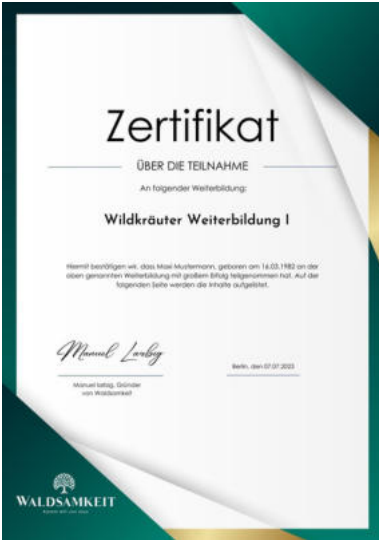 Zertifikat
ÜBER DIE TEILNAHME
An folgender Weiterbildung:
Wildkräuter Weiterbildung I
Hiermit bestätigen wir, dass Maxi Mustermann, geboren am 16.03.1982 an der
oben genannten Weiterbildung mit großem Erfolg teilgenommen hat. Auf der
folgenden Seite werden die Inhalte aufgelistet.
Manuel Larbig
Manuel larbig, Gründer
von Waldsamkeit
Berlin, den 07.07.2023
WALDSAMKEIT